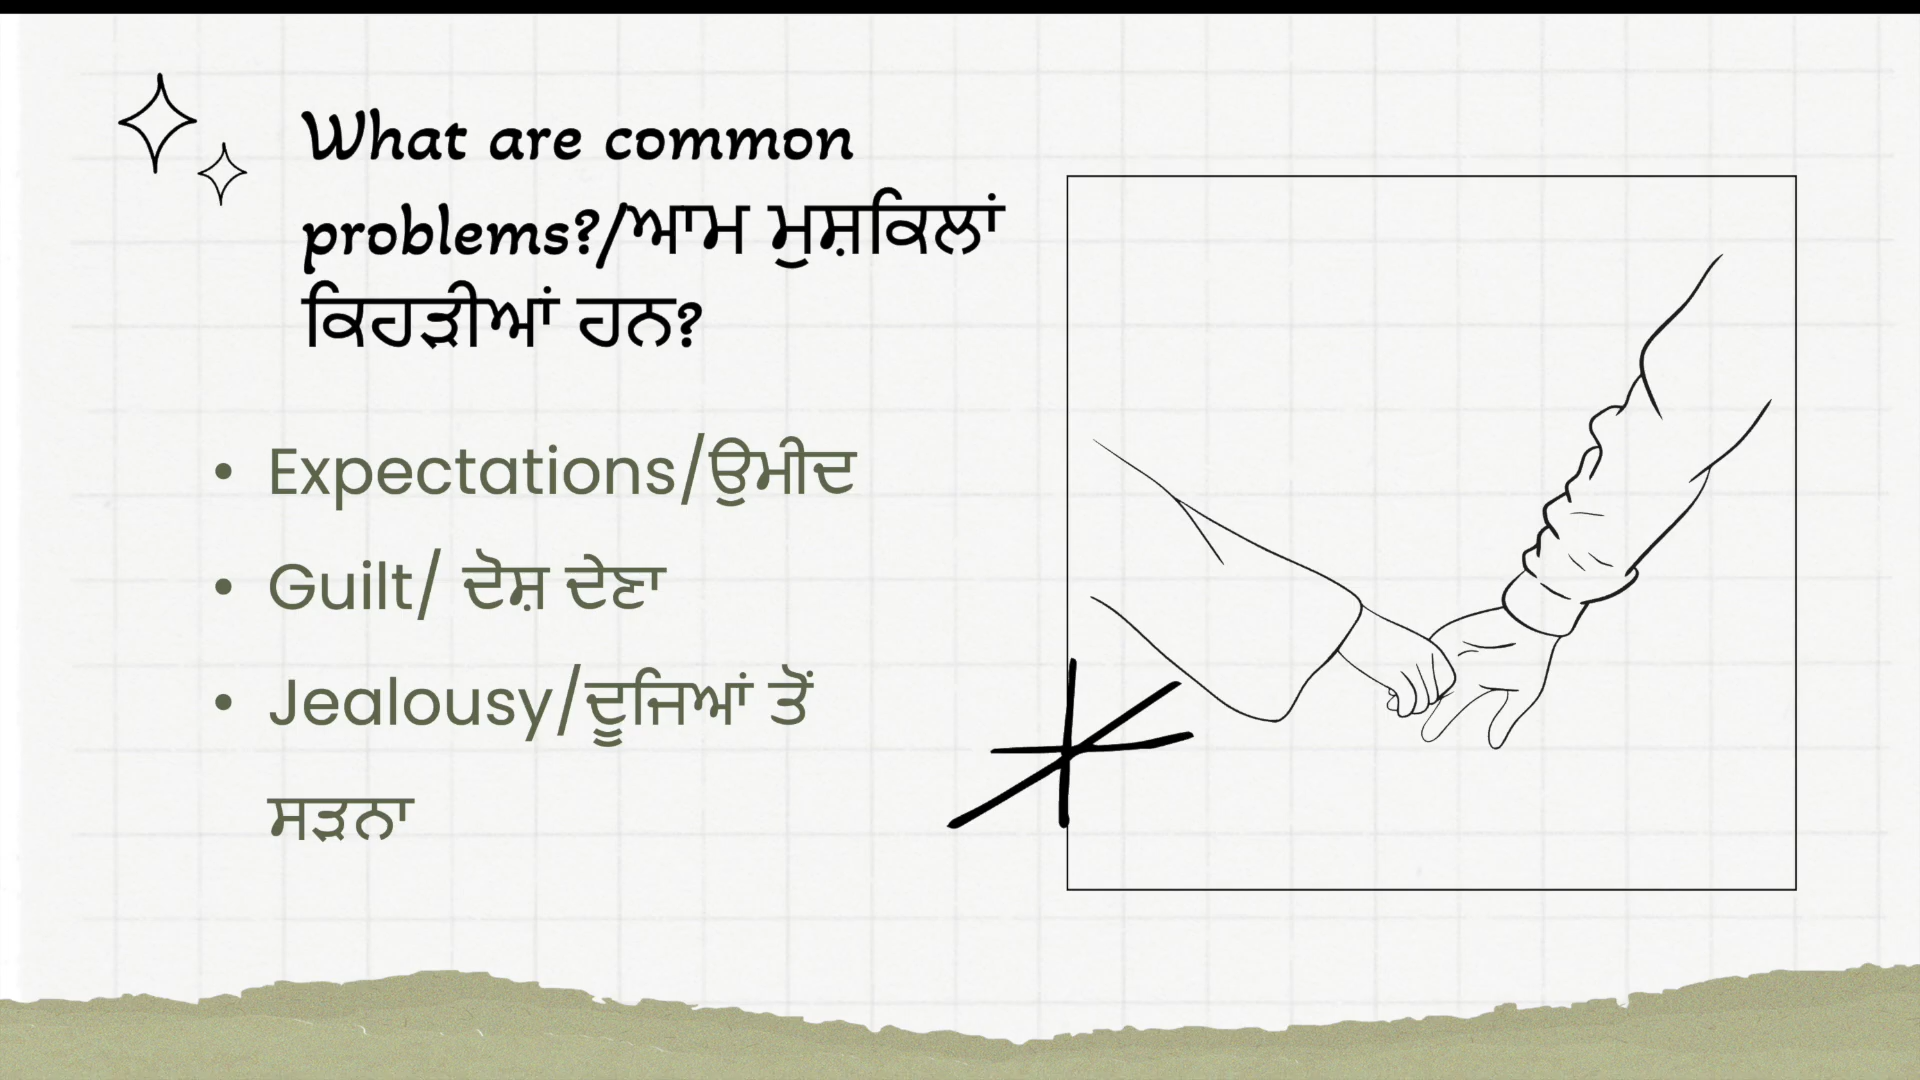 What are common
problems?/ਆਮ ਮੁਸ਼ਕਿਲਾਂ
ਕਿਹੜੀਆਂ ਹਨ?
• Expectations/ਉਮੀਦ
• Guilt/ ਦੋਸ਼ ਦੇਣਾ
• Jealousy/ਦੂਜਿਆਂ ਤੋਂ
ਸੜਨਾ